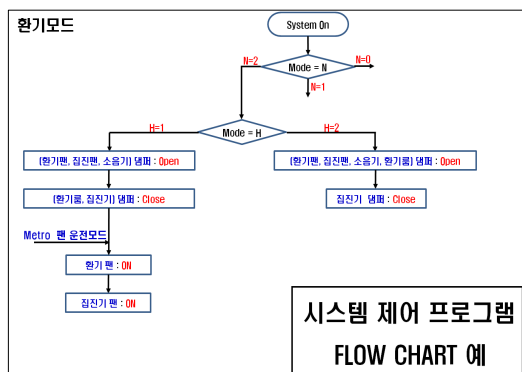 환기모드
System On
N=2
Mode = N
N=0
N=1
H=1
Mode = H
H=2
(환기팬, 집진팬, 소음기) 댐퍼 : Open
(환기팬, 집진팬, 소음기, 환기룸) 댐퍼 : Open
(환기룸, 집진기) 댐퍼 : Close
집진기 댐퍼 : Close
Metro 팬 운전모드
환기 팬 : ON
집진기 팬 : ON
시스템 제어 프로그램
FLOW CHART 예